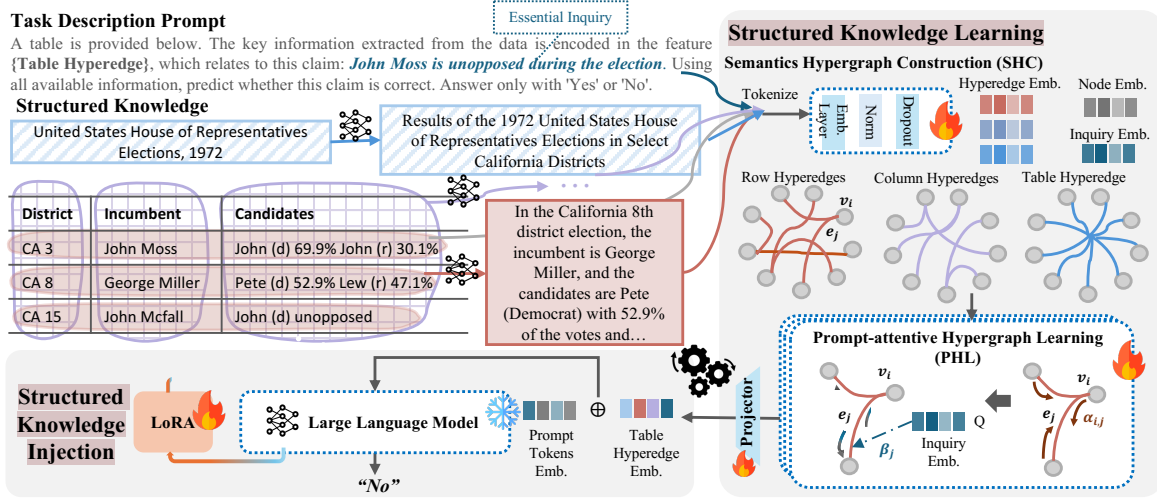 Task Description Prompt
Essential Inquiry
A table is provided below. The key information extracted from the data is encoded in the feature
{Table Hyperedge}, which relates to this claim: John Moss is unopposed during the election. Using
all available information, predict whether this claim is correct. Answer only with 'Yes' or 'No'.
Structured Knowledge
United States House of Representatives
Elections, 1972
Results of the 1972 United States House
of Representatives Elections in Select
California Districts
District Incumbent Candidates
CA 3 John Moss John (d) 69.9% John (r) 30.1%
CA 8 George Miller Pete (d) 52.9% Lew (r) 47.1%
CA 15 John Mcfall John (d) unopposed
...
In the California 8th
district election, the
incumbent is George
Miller, and the
candidates are Pete
(Democrat) with 52.9%
of the votes and...
Structured Knowledge Learning
Semantics Hypergraph Construction (SHC)
Tokenize
Emb.
Layer
Norm
Dropout
Hyperedge Emb.
Node Emb.
Inquiry Emb.
Row Hyperedges
Column Hyperedges
Table Hyperedge
v_i
e_j
Prompt-attentive Hypergraph Learning
(PHL)
v_i
e_j
β_j
Inquiry
Emb.
Q
v_i
e_j
α_{i,j}
Projector
Structured
Knowledge
Injection
LoRA
Large Language Model
"No"
Prompt
Tokens
Emb.
⊕
Table
Hyperedge
Emb.